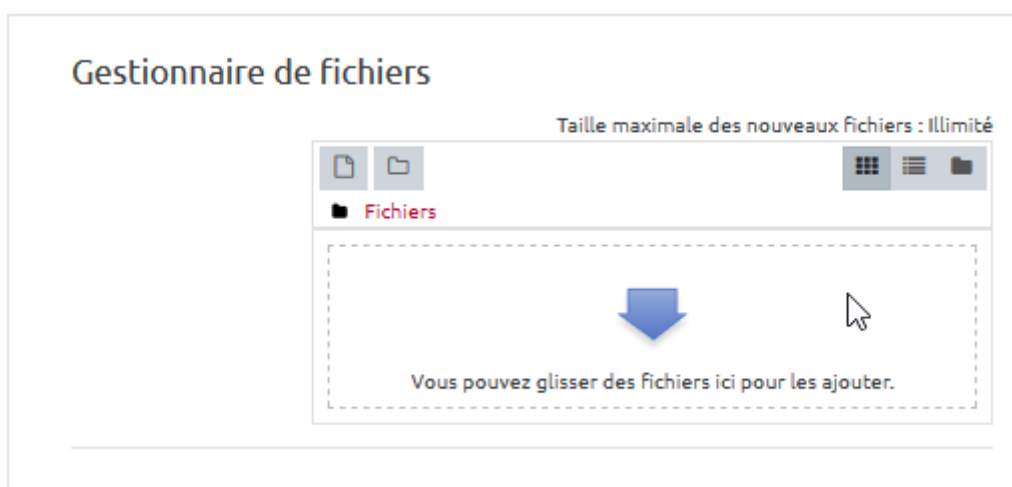 Gestionnaire de fichiers
Taille maximale des nouveaux fichiers : Illimité
Fichiers
Vous pouvez glisser des fichiers ici pour les ajouter.